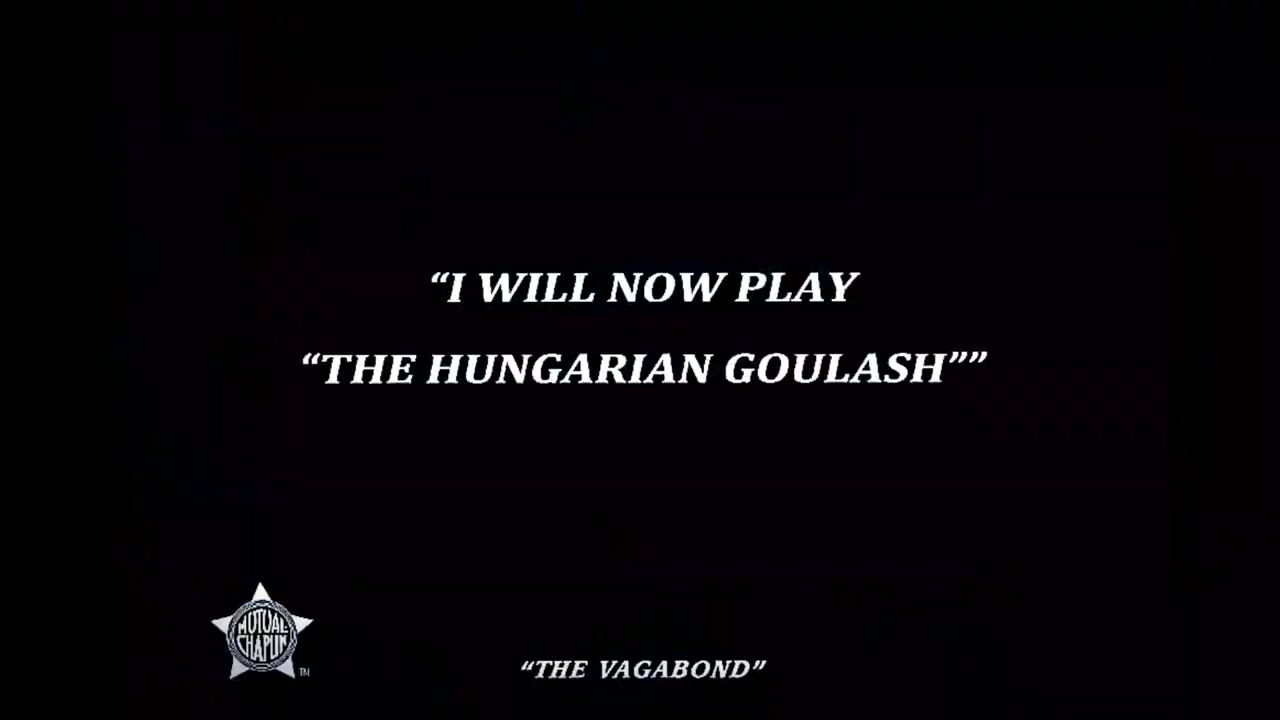 “I WILL NOW PLAY
“THE HUNGARIAN GOULASH””
MUTUAL-
CHAPLIN
TM
“THE VAGABOND”